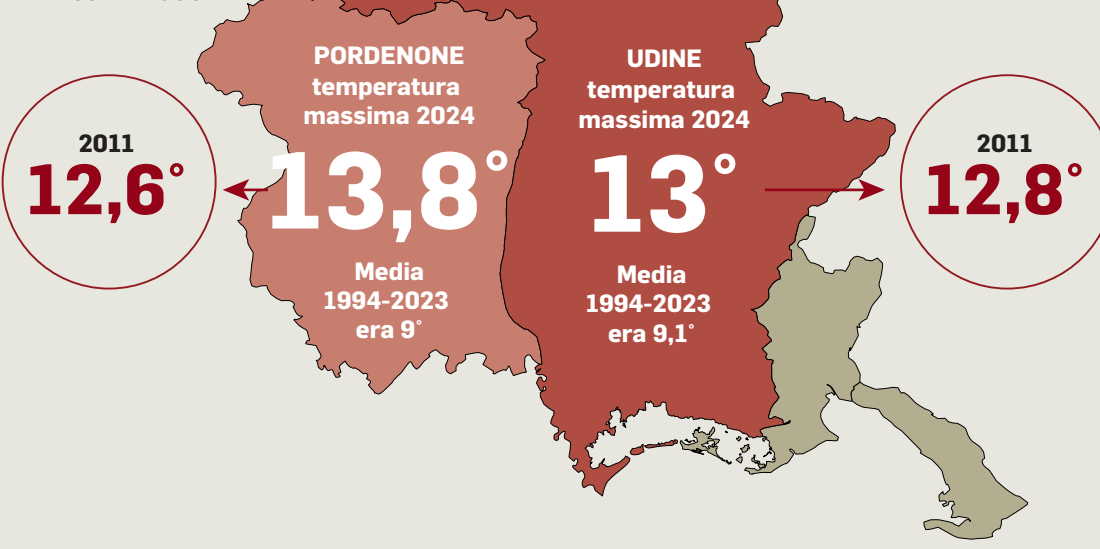 PORDENONE
temperatura
massima 2024
13,8°
Media
1994-2023
era 9°
2011
12,6°
UDINE
temperatura
massima 2024
13°
Media
1994-2023
era 9,1°
2011
12,8°